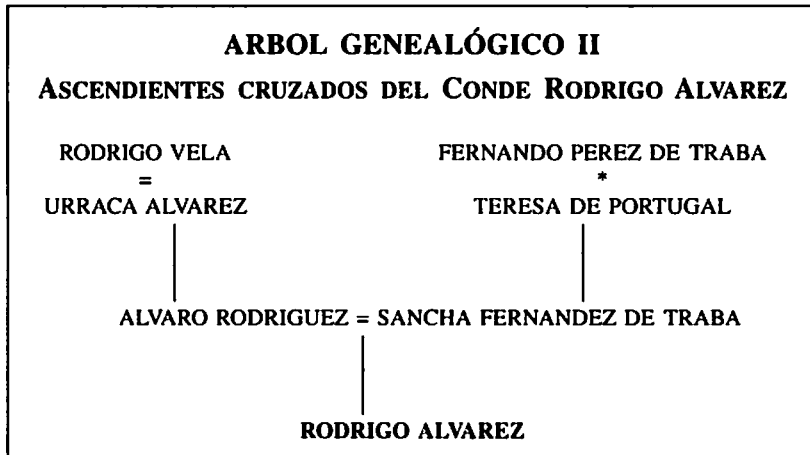 ARBOL GENEALÓGICO II
ASCENDIENTES CRUZADOS DEL CONDE RODRIGO ALVAREZ
RODRIGO VELA FERNANDO PEREZ DE TRABA
= *
URRACA ALVAREZ TERESA DE PORTUGAL
ALVARO RODRIGUEZ = SANCHA FERNANDEZ DE TRABA
RODRIGO ALVAREZ